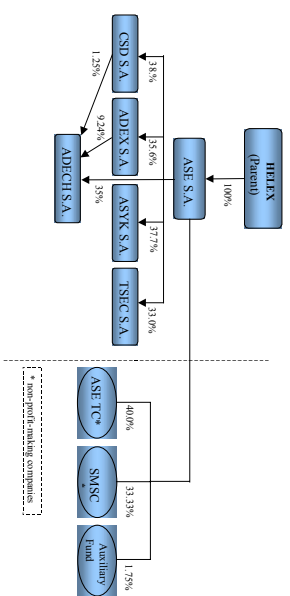 HELEX
(Parent)
100%
ASE S.A.
38.%
35.6%
35%
37.7%
33.0%
CSD S.A.
ADEX S.A.
ASYK S.A.
TSEC S.A.
1.25%
9.24%
ADECH S.A.
40.0%
33.33%
1.75%
ASE TC*
SMSC
*
Auxiliary
Fund
* non-profit-making companies